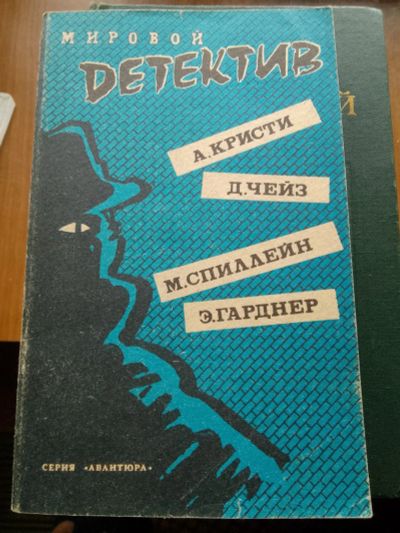 МИРОВОЙ
ДЕТЕКТИВ
А.КРИСТИ
Д.ЧЕЙЗ
М.СПИЛЛЕЙН
Э.ГАРДНЕР
СЕРИЯ «АВАНТЮРА»